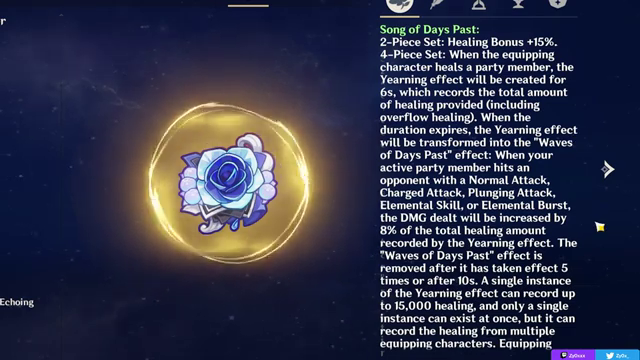 r
Song of Days Past:
2-Piece Set: Healing Bonus +15%.
4-Piece Set: When the equipping
character heals a party member, the
Yearning effect will be created for
6s, which records the total amount
of healing provided (including
overflow healing). When the
duration expires, the Yearning effect
will be transformed into the "Waves
of Days Past" effect: When your
active party member hits an
opponent with a Normal Attack,
Charged Attack, Plunging Attack,
Elemental Skill, or Elemental Burst,
the DMG dealt will be increased by
8% of the total healing amount
recorded by the Yearning effect. The
"Waves of Days Past" effect is
removed after it has taken effect 5
times or after 10s. A single instance
of the Yearning effect can record up
to 15,000 healing, and only a single
instance can exist at once, but it can
record the healing from multiple
equipping characters. Equipping
Echoing